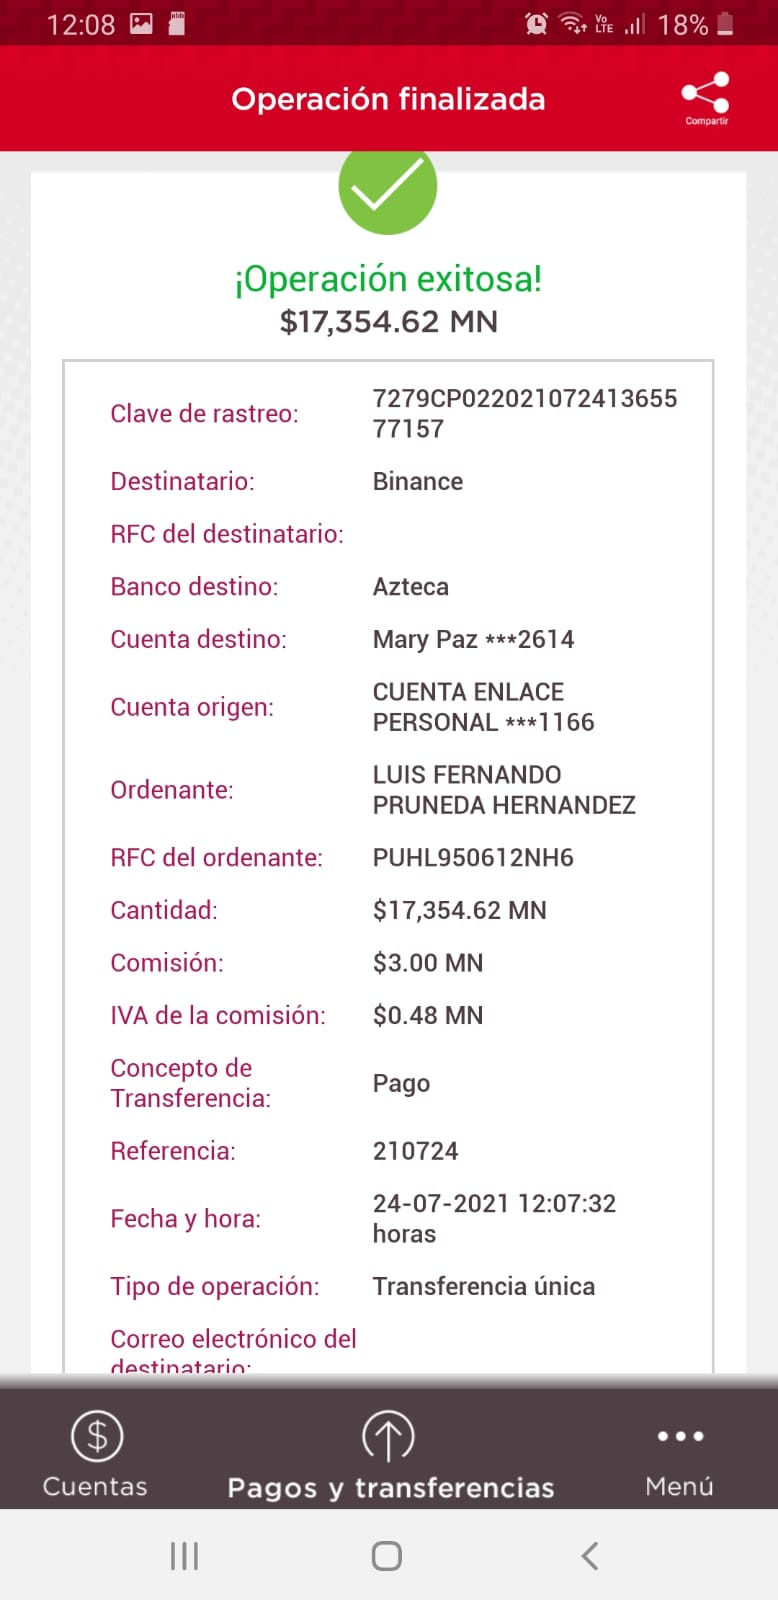 12:08 Vo LTE 18%
Operación finalizada
Compartir
¡Operación exitosa!
$17,354.62 MN
Clave de rastreo: 7279CP022021072413655
77157
Destinatario: Binance
RFC del destinatario:
Banco destino: Azteca
Cuenta destino: Mary Paz ***2614
Cuenta origen: CUENTA ENLACE
PERSONAL ***1166
Ordenante: LUIS FERNANDO
PRUNEDA HERNANDEZ
RFC del ordenante: PUHL950612NH6
Cantidad: $17,354.62 MN
Comisión: $3.00 MN
IVA de la comisión: $0.48 MN
Concepto de
Transferencia: Pago
Referencia: 210724
Fecha y hora: 24-07-2021 12:07:32
horas
Tipo de operación: Transferencia única
Correo electrónico del
destinatario:
Cuentas Pagos y transferencias Menú